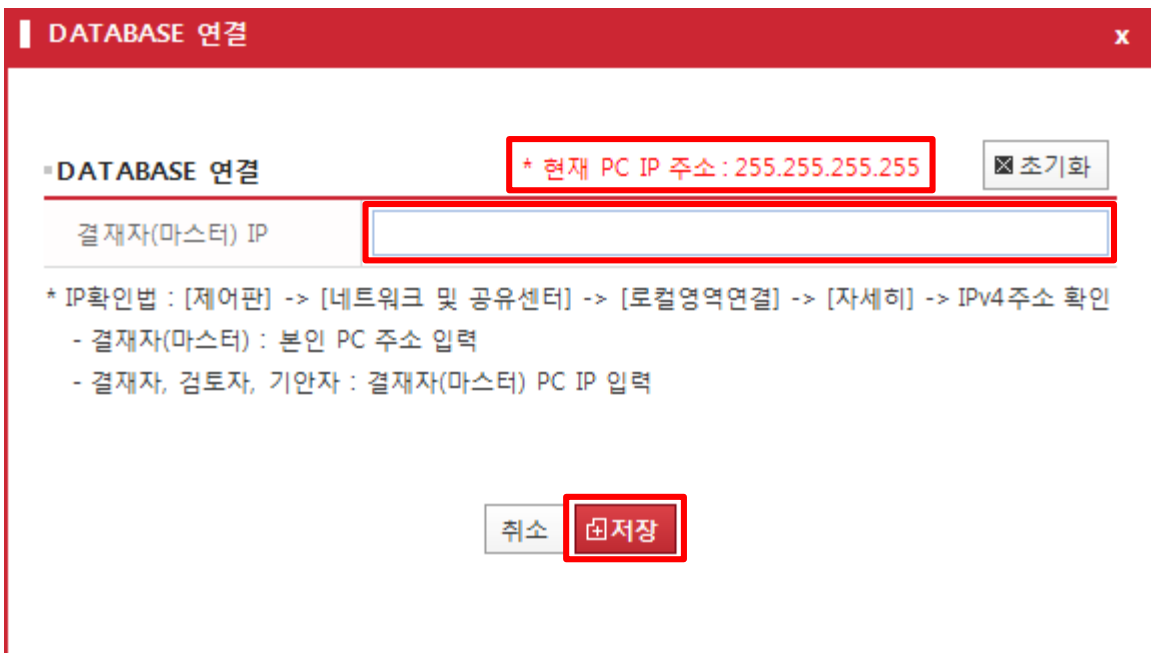 DATABASE 연결 x
DATABASE 연결 * 현재 PC IP 주소 : 255.255.255.255 초기화
결재자(마스터) IP
* IP확인법 : [제어판] -> [네트워크 및 공유센터] -> [로컬영역연결] -> [자세히] -> IPv4주소 확인
- 결재자(마스터) : 본인 PC 주소 입력
- 결재자, 검토자, 기안자 : 결재자(마스터) PC IP 입력
취소 저장